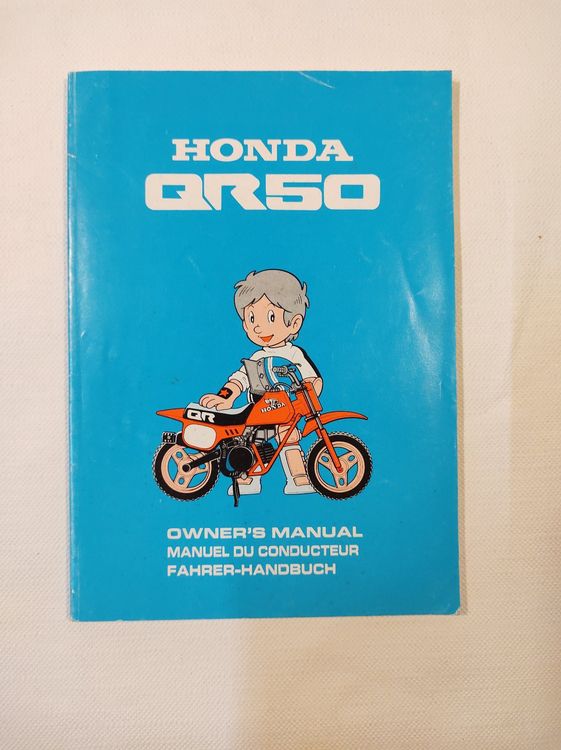 HONDA
QR50
QR
HONDA
OWNER'S MANUAL
MANUEL DU CONDUCTEUR
FAHRER-HANDBUCH